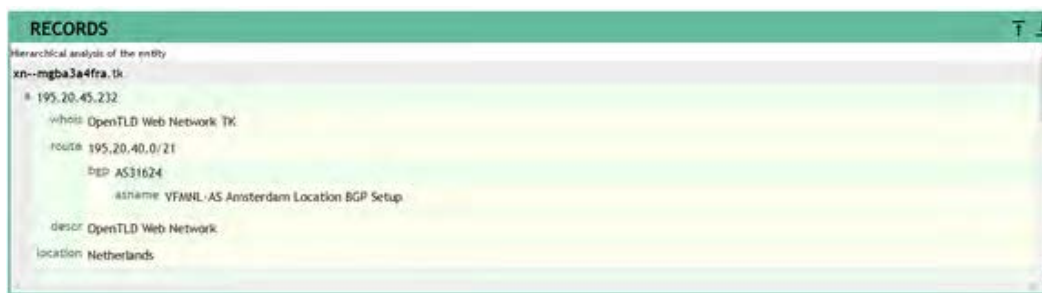 RECORDS
Hierarchical analysis of the entity
xn--mgba3a4fra.tk
a 195.20.45.232
whois OpenTLD Web Network TK
route 195.20.40.0/21
bgp AS31624
asname VFMNL-AS Amsterdam Location BGP Setup
descr OpenTLD Web Network
location Netherlands